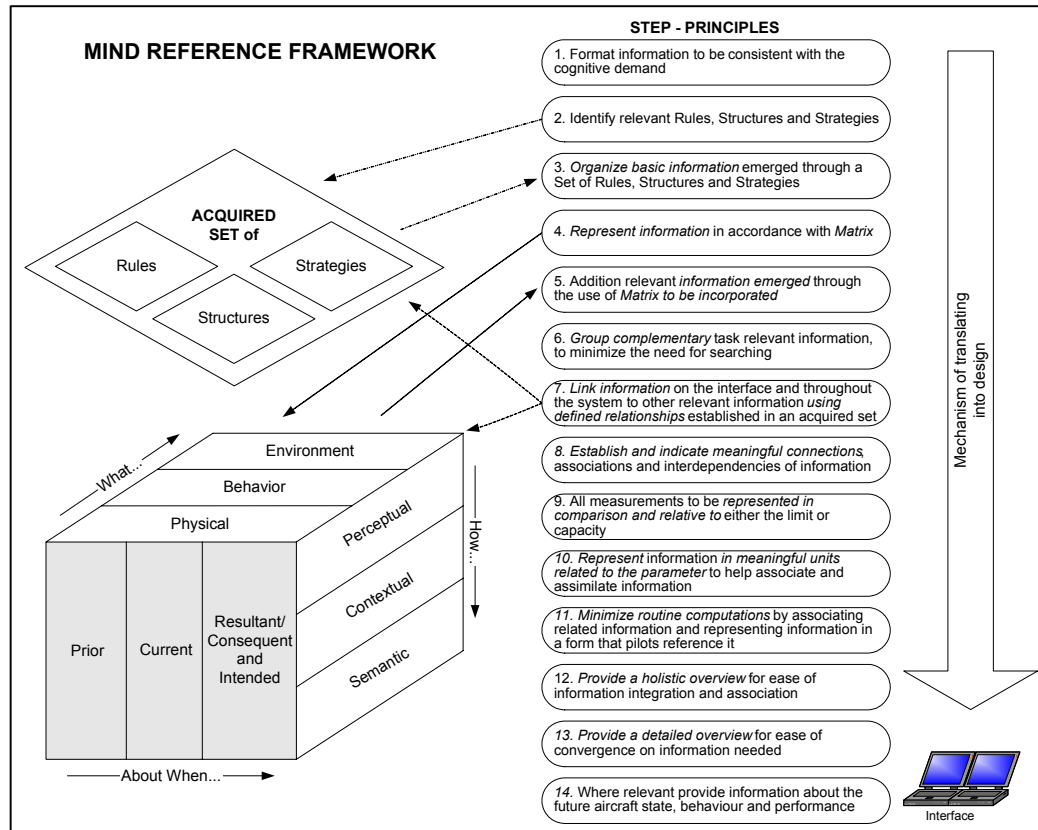 MIND REFERENCE FRAMEWORK
STEP - PRINCIPLES
1. Format information to be consistent with the
cognitive demand
2. Identify relevant Rules, Structures and Strategies
3. Organize basic information emerged through a
Set of Rules, Structures and Strategies
4. Represent information in accordance with Matrix
5. Addition relevant information emerged through
the use of Matrix to be incorporated
6. Group complementary task relevant information,
to minimize the need for searching
7. Link information on the interface and throughout
the system to other relevant information using
defined relationships established in an acquired set
8. Establish and indicate meaningful connections,
associations and interdependencies of information
9. All measurements to be represented in
comparison and relative to either the limit or
capacity
10. Represent information in meaningful units
related to the parameter to help associate and
assimilate information
11. Minimize routine computations by associating
related information and representing information in
a form that pilots reference it
12. Provide a holistic overview for ease of
information integration and association
13. Provide a detailed overview for ease of
convergence on information needed
14. Where relevant provide information about the
future aircraft state, behaviour and performance
ACQUIRED
SET of
Rules
Strategies
Structures
What...
Environment
Behavior
Physical
How...
Perceptual
Contextual
Semantic
Prior
Current
Resultant/
Consequent
and
Intended
About When...
Mechanism of translating
into design
Interface